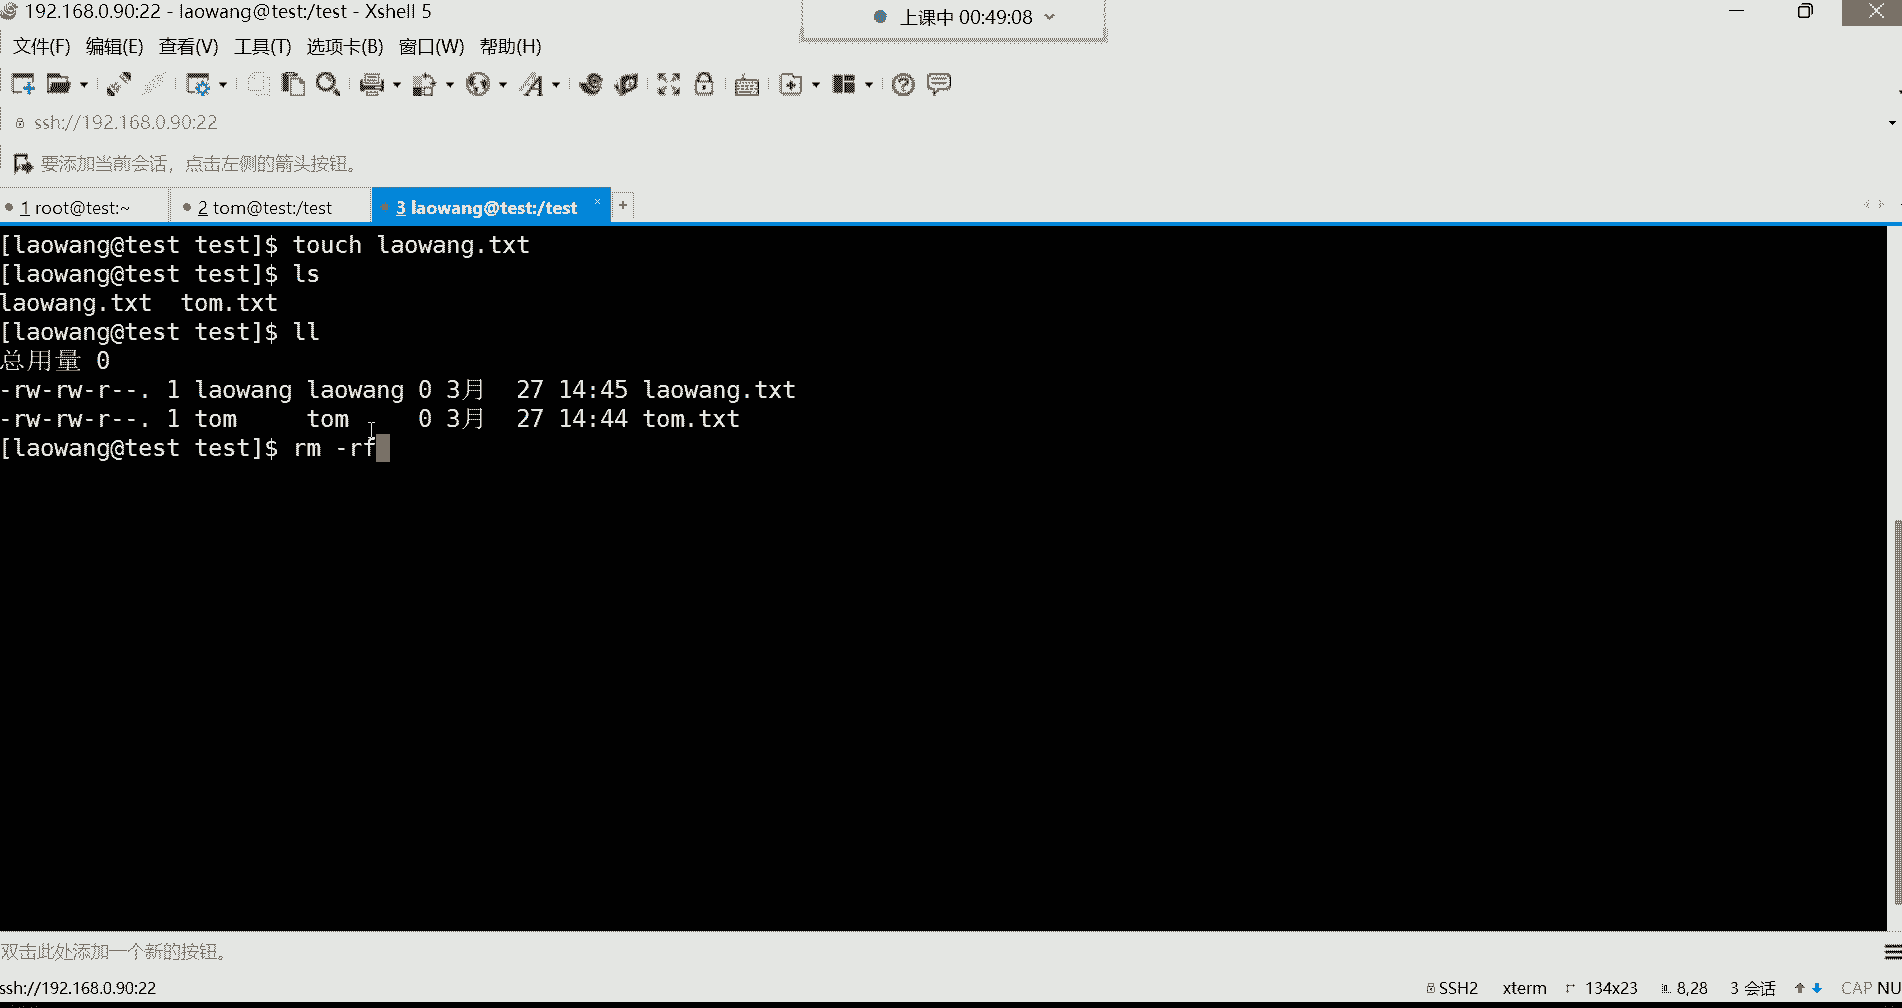 192.168.0.90:22 - laowang@test:/test - Xshell 5
上课中 00:49:08
文件(F) 编辑(E) 查看(V) 工具(T) 选项卡(B) 窗口(W) 帮助(H)
ssh://192.168.0.90:22
要添加当前会话，点击左侧的箭头按钮。
1 root@test:~ 2 tom@test:/test 3 laowang@test:/test
[laowang@test test]$ touch laowang.txt
[laowang@test test]$ ls
laowang.txt  tom.txt
[laowang@test test]$ ll
总用量 0
-rw-rw-r--. 1 laowang laowang 0 3月  27 14:45 laowang.txt
-rw-rw-r--. 1 tom     tom     0 3月  27 14:44 tom.txt
[laowang@test test]$ rm -rf
双击此处添加一个新的按钮。
ssh://192.168.0.90:22 SSH2 xterm 134x23 8,28 3 会话 CAP NU